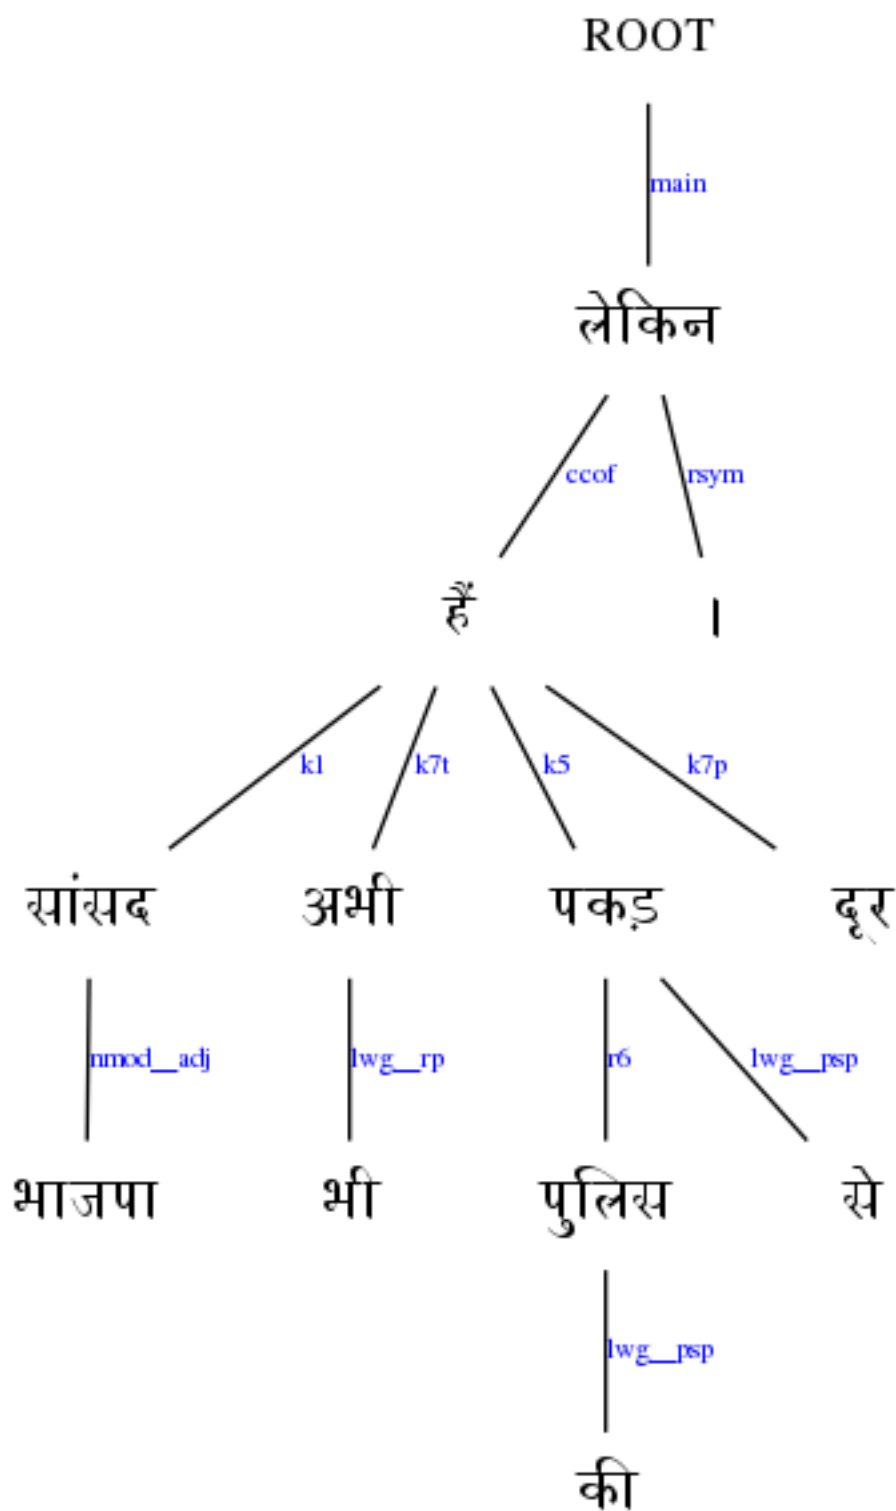 ROOT
main
लेकिन
ccof rsym
हैं ।
k1 k7t k5 k7p
सांसद अभी पकड़ दूर
nmod__adj lwg__rp r6 lwg__psp
भाजपा भी पुलिस से
lwg__psp
की